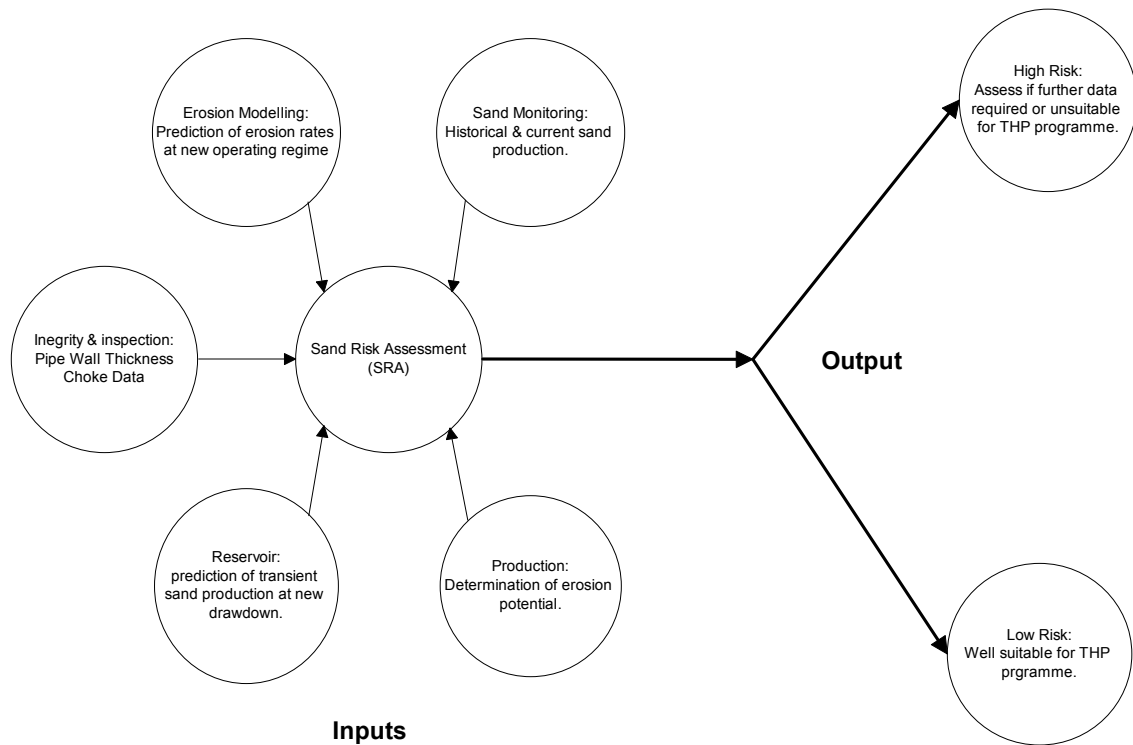 Erosion Modelling:
Prediction of erosion rates
at new operating regime
Sand Monitoring:
Historical & current sand
production.
High Risk:
Assess if further data
required or unsuitable
for THP programme.
Inegrity & inspection:
Pipe Wall Thickness
Choke Data
Sand Risk Assessment
(SRA)
Output
Reservoir:
prediction of transient
sand production at new
drawdown.
Production:
Determination of erosion
potential.
Low Risk:
Well suitable for THP
prgramme.
Inputs